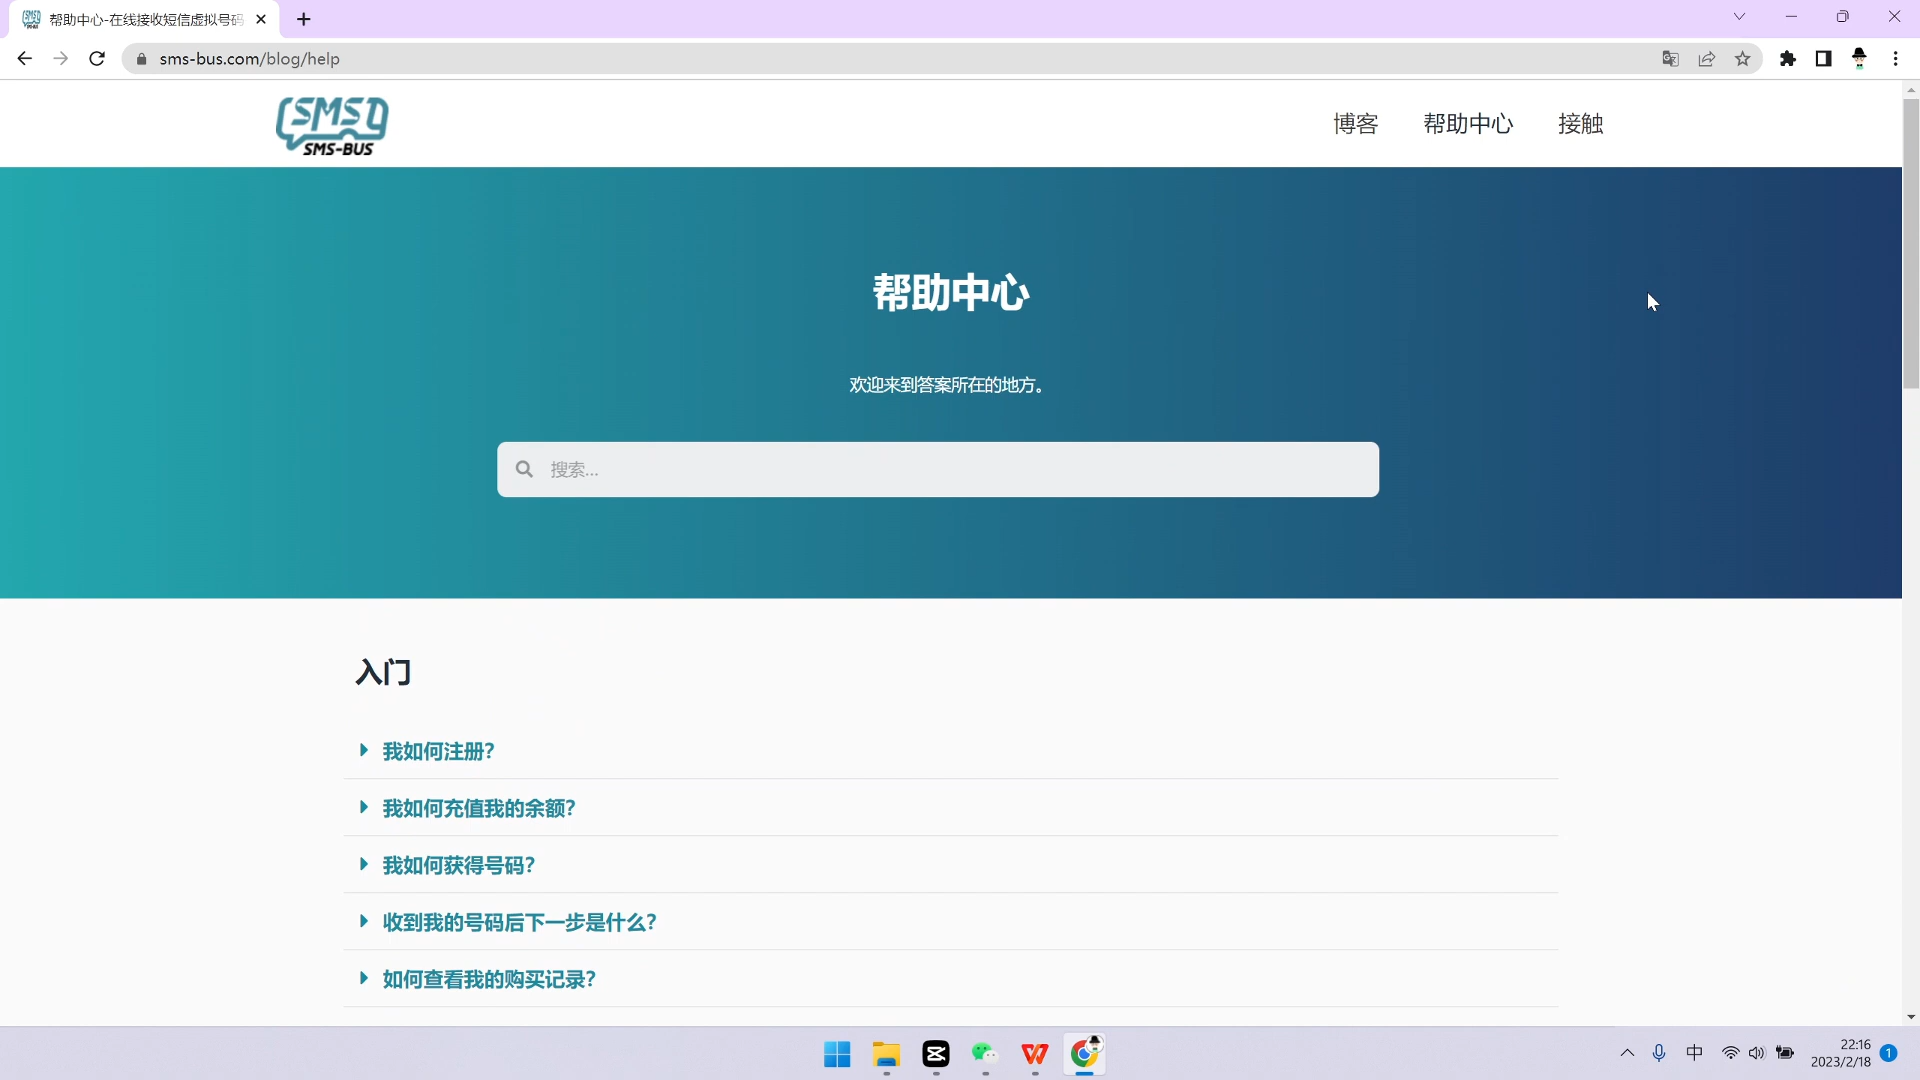 帮助中心-在线接收短信虚拟号码
sms-bus.com/blog/help
SMS
SMS-BUS
博客 帮助中心 接触
帮助中心
欢迎来到答案所在的地方。
搜索...
入门
我如何注册?
我如何充值我的余额?
我如何获得号码?
收到我的号码后下一步是什么?
如何查看我的购买记录?
中
22:16
2023/2/18
1